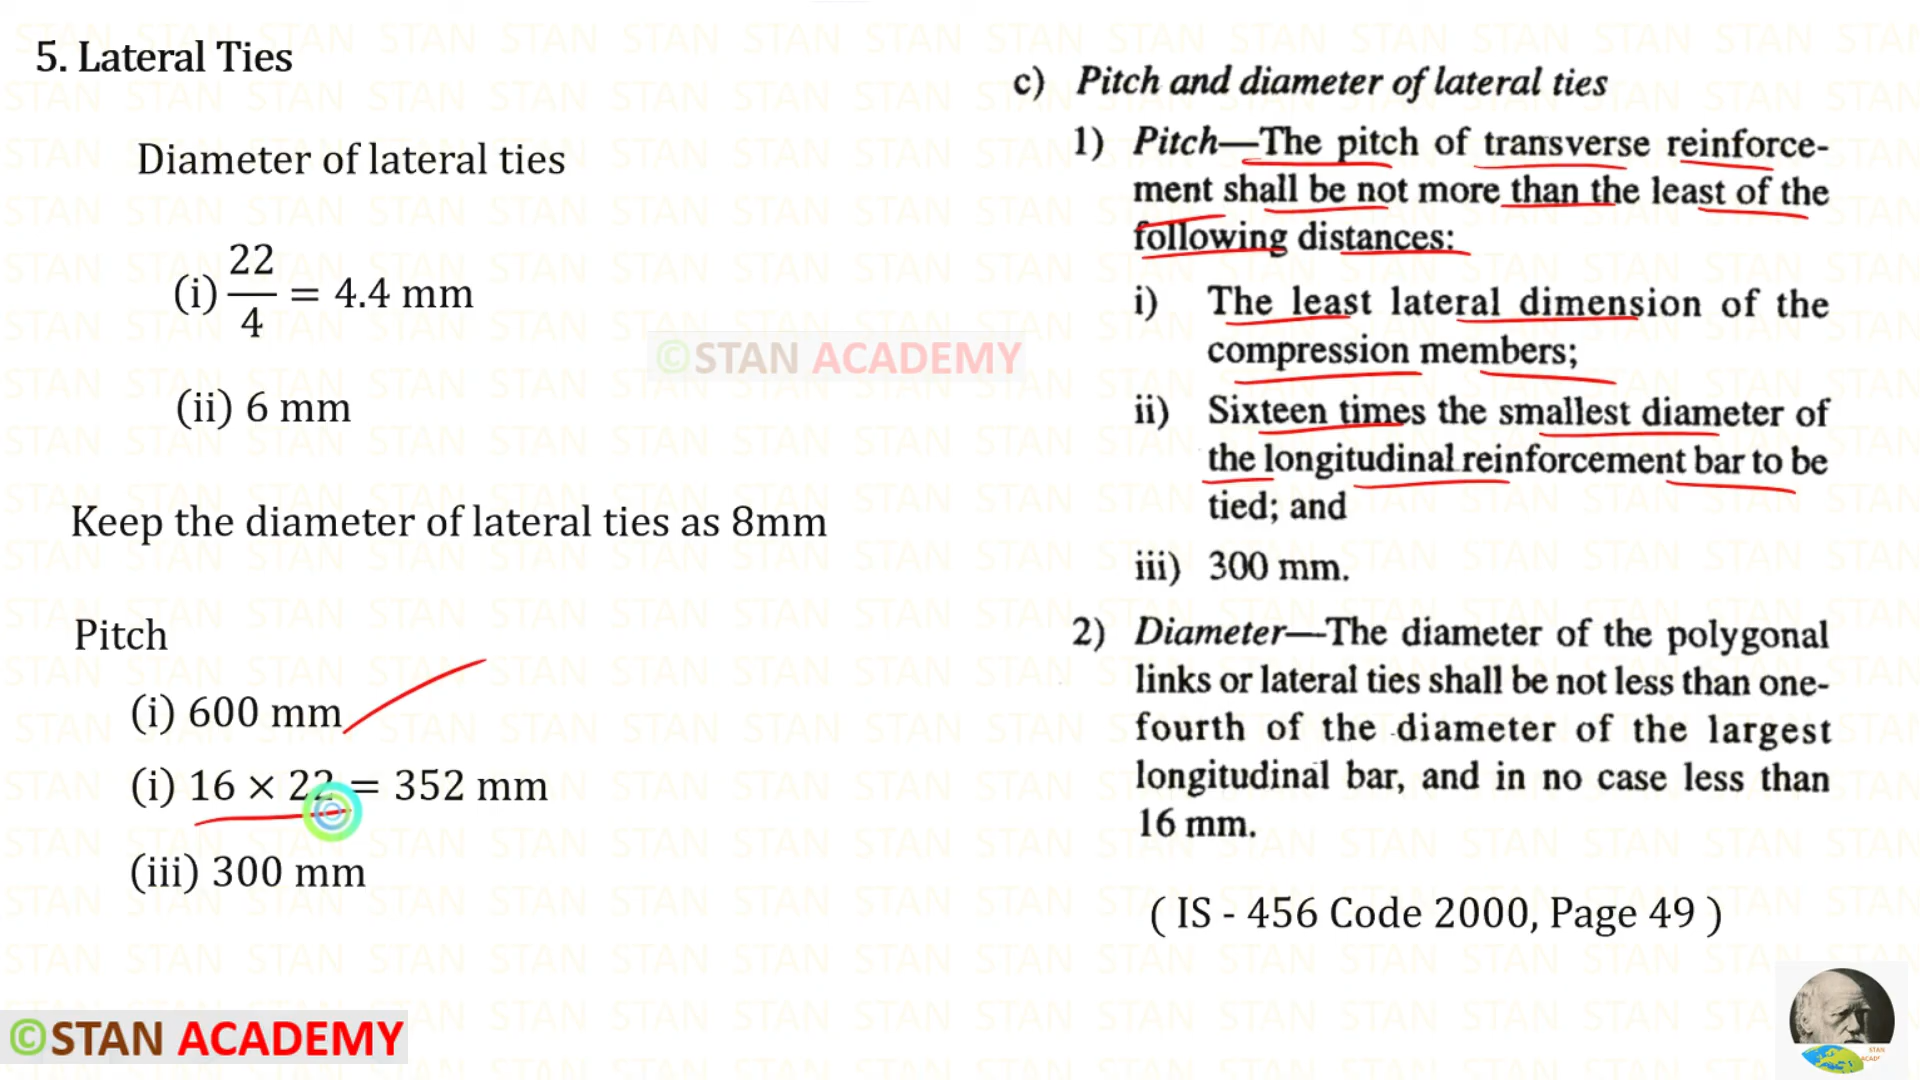 5. Lateral Ties
Diameter of lateral ties
(i) 22/4 = 4.4 mm
(ii) 6 mm
Keep the diameter of lateral ties as 8mm
Pitch
(i) 600 mm
(i) 16 × 22 = 352 mm
(iii) 300 mm
©STAN ACADEMY
c) Pitch and diameter of lateral ties
1) Pitch—The pitch of transverse reinforce-
ment shall be not more than the least of the
following distances:
i) The least lateral dimension of the
compression members;
ii) Sixteen times the smallest diameter of
the longitudinal reinforcement bar to be
tied; and
iii) 300 mm.
2) Diameter—The diameter of the polygonal
links or lateral ties shall be not less than one-
fourth of the diameter of the largest
longitudinal bar, and in no case less than
16 mm.
( IS - 456 Code 2000, Page 49 )
©STAN ACADEMY
STAN